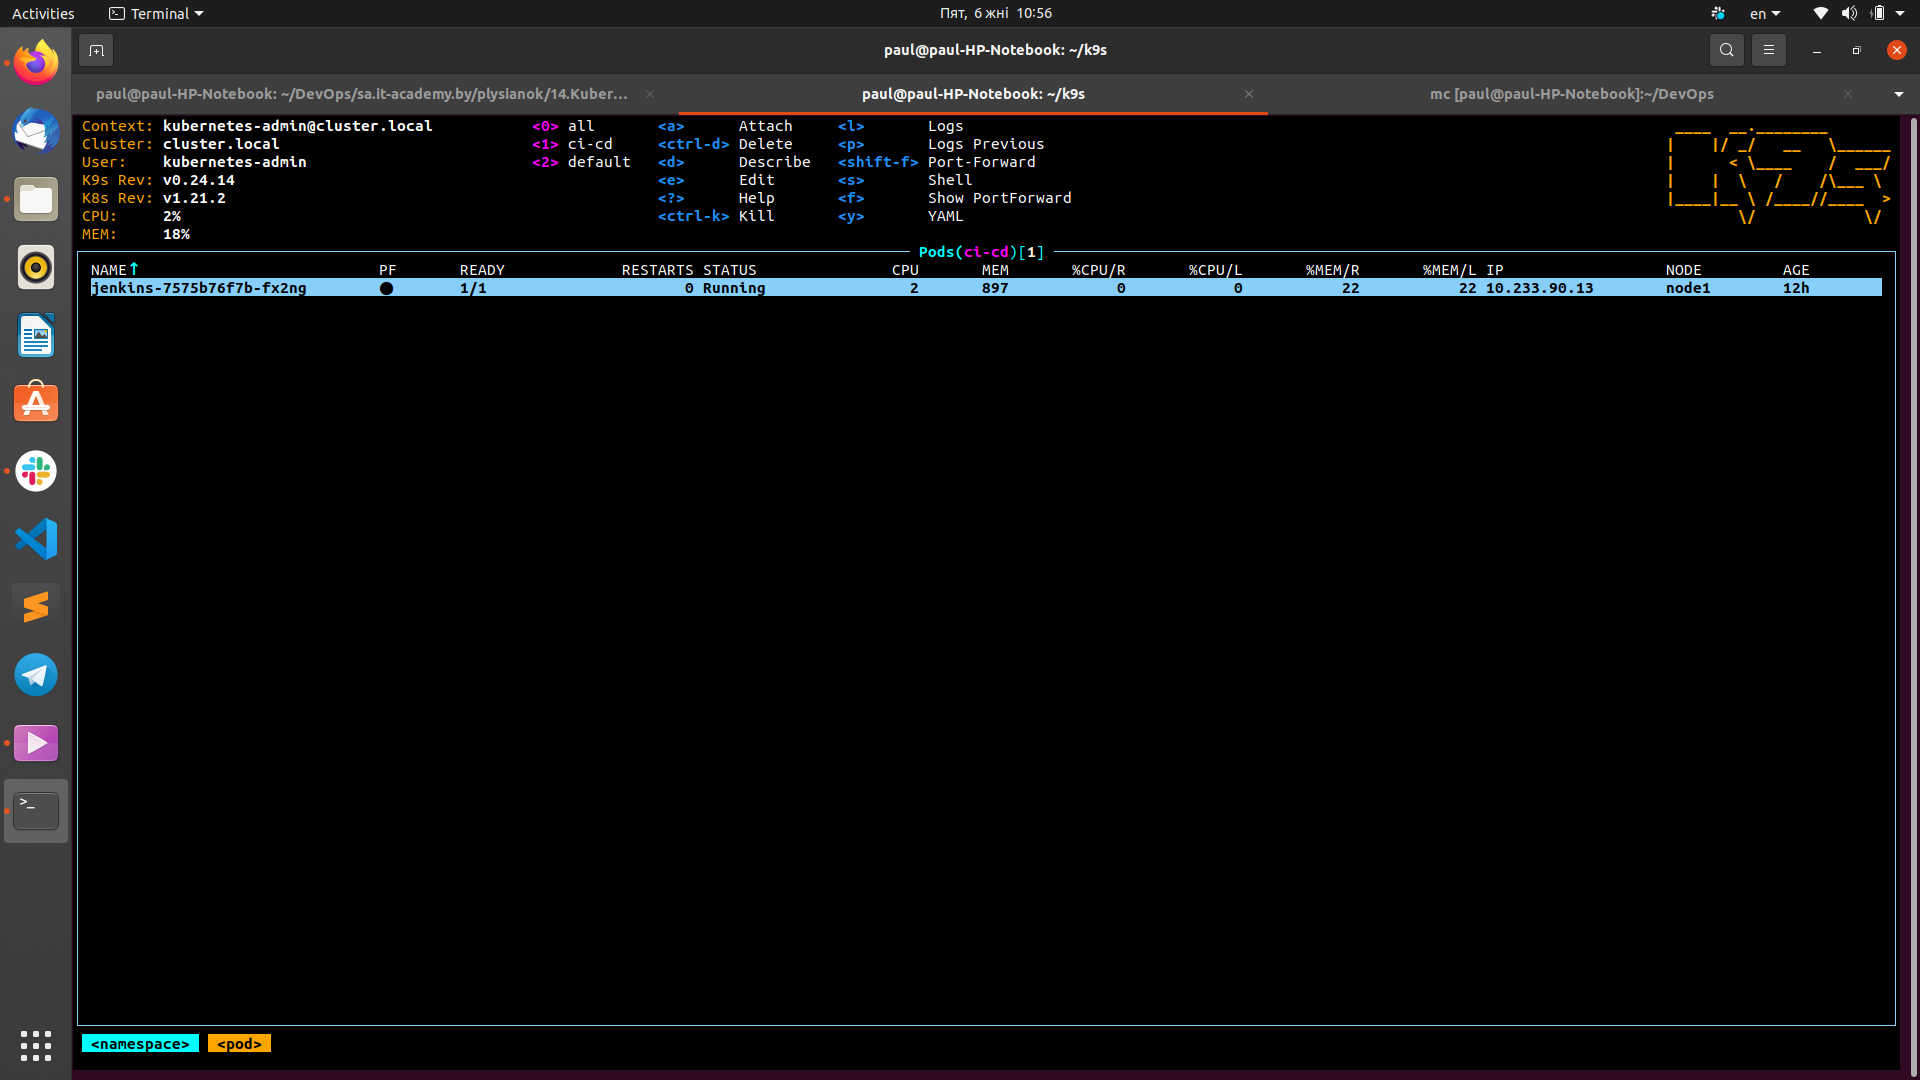 Activities Terminal Пят, 6 жні 10:56 en
paul@paul-HP-Notebook: ~/k9s
paul@paul-HP-Notebook: ~/DevOps/sa.it-academy.by/plysianok/14.Kuber... paul@paul-HP-Notebook: ~/k9s mc [paul@paul-HP-Notebook]:~/DevOps
Context: kubernetes-admin@cluster.local <0> all <a> Attach <l> Logs
Cluster: cluster.local <1> ci-cd <ctrl-d> Delete <p> Logs Previous
User: kubernetes-admin <2> default <d> Describe <shift-f> Port-Forward
K9s Rev: v0.24.14 <e> Edit <s> Shell
K8s Rev: v1.21.2 <?> Help <f> Show PortForward
CPU: 2% <ctrl-k> Kill <y> YAML
MEM: 18%
Pods(ci-cd)[1]
NAME↑ PF READY RESTARTS STATUS CPU MEM %CPU/R %CPU/L %MEM/R %MEM/L IP NODE AGE
jenkins-7575b76f7b-fx2ng ● 1/1 0 Running 2 897 0 0 22 22 10.233.90.13 node1 12h
<namespace> <pod>